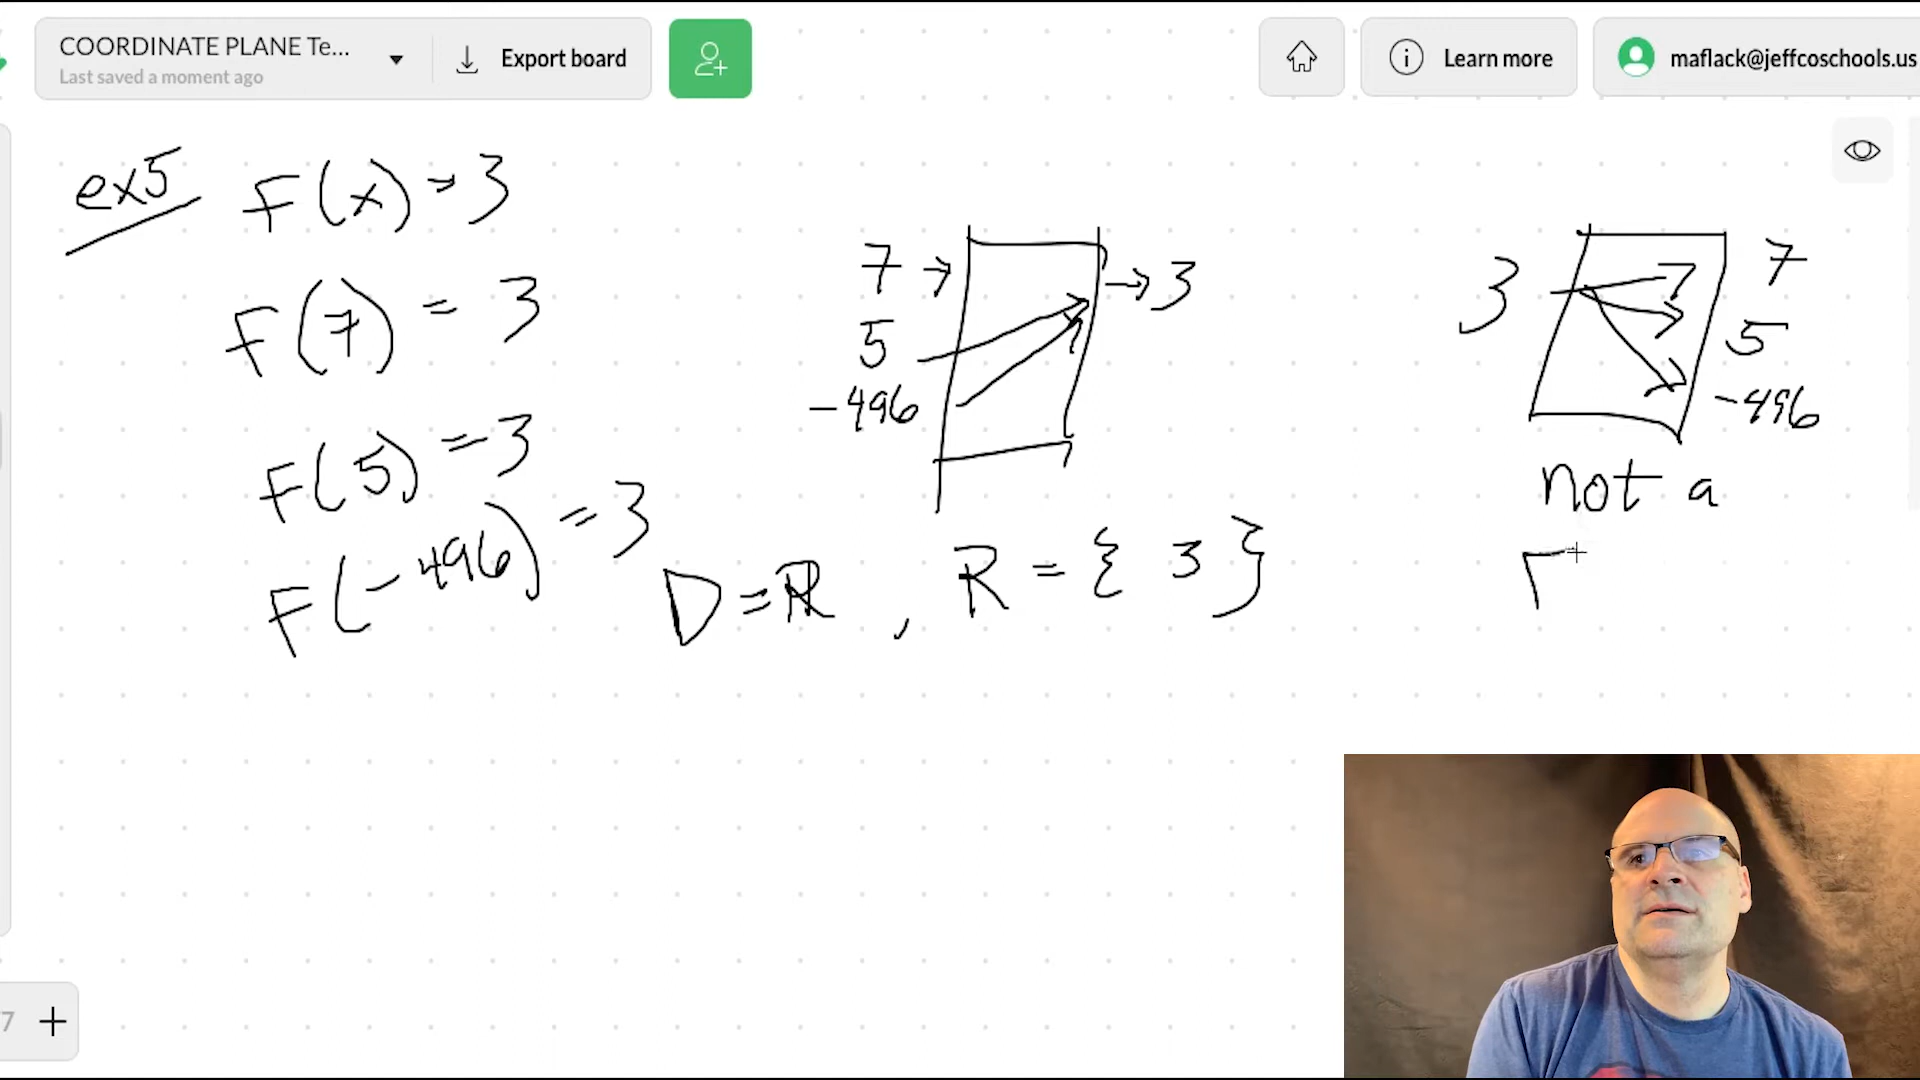 COORDINATE PLANE Te...
Last saved a moment ago
Export board
Learn more
maflack@jeffcoschools.us
ex5
F(x) = 3
F(7) = 3
F(5) = 3
F(-496) = 3
7 → → 3
5
-496
D = ℝ , R = { 3 }
3 7
5
-496
not a
7 +